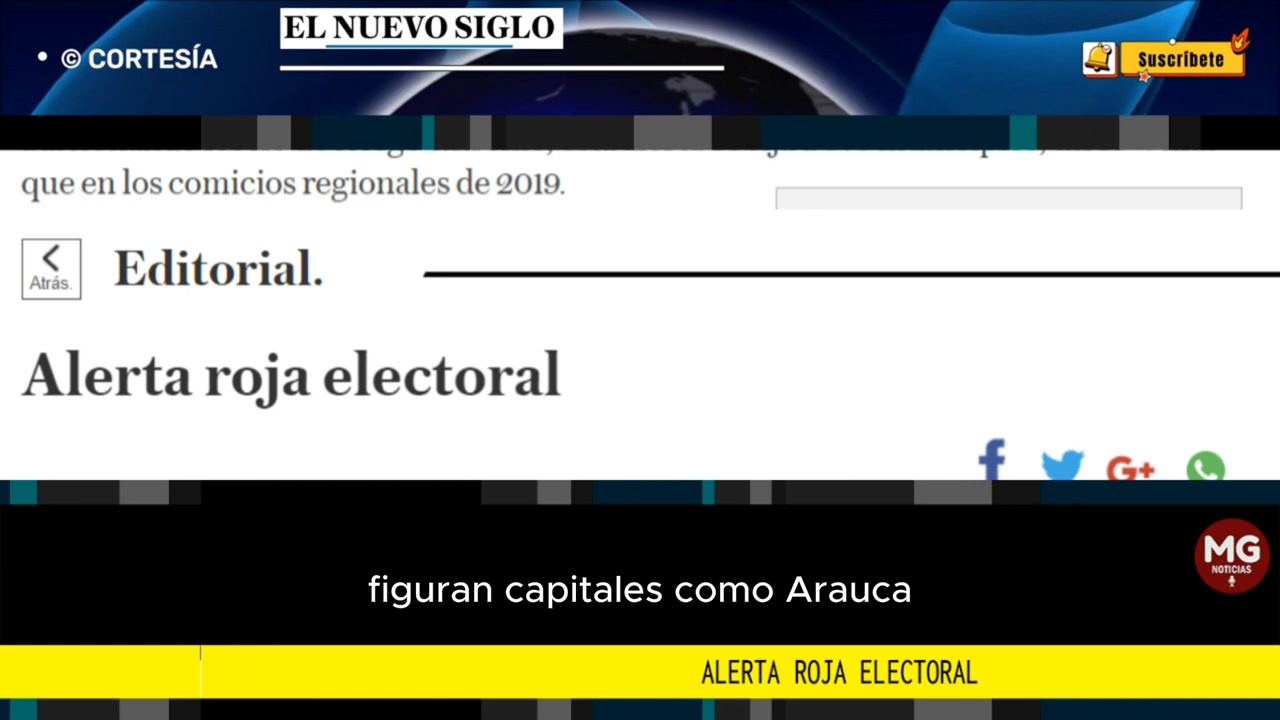 EL NUEVO SIGLO
• © CORTESÍA
Suscríbete
que en los comicios regionales de 2019.
Atrás.
Editorial.
Alerta roja electoral
f
G+
MG
NOTICIAS
figuran capitales como Arauca
ALERTA ROJA ELECTORAL